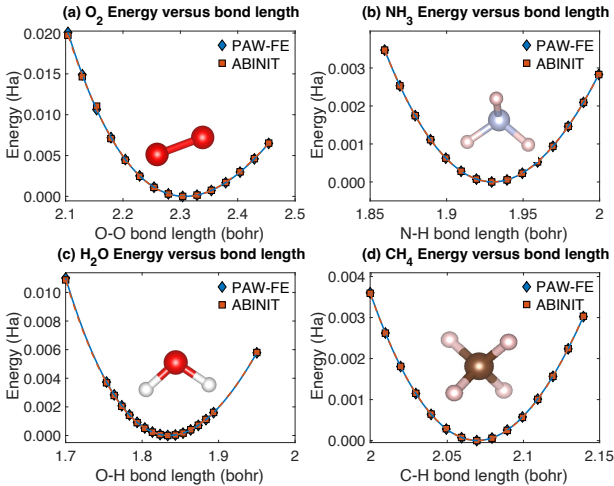 (a) O2 Energy versus bond length
PAW-FE
ABINIT
0.020
0.015
0.010
0.005
0.000
Energy (Ha)
2.1 2.2 2.3 2.4 2.5
O-O bond length (bohr)
(b) NH3 Energy versus bond length
PAW-FE
ABINIT
0.003
0.002
0.001
0.000
Energy (Ha)
1.85 1.9 1.95 2
N-H bond length (bohr)
(c) H2O Energy versus bond length
PAW-FE
ABINIT
0.010
0.008
0.006
0.004
0.002
0.000
Energy (Ha)
1.7 1.8 1.9 2
O-H bond length (bohr)
(d) CH4 Energy versus bond length
PAW-FE
ABINIT
0.004
0.003
0.002
0.001
0.000
Energy (Ha)
2 2.05 2.1 2.15
C-H bond length (bohr)